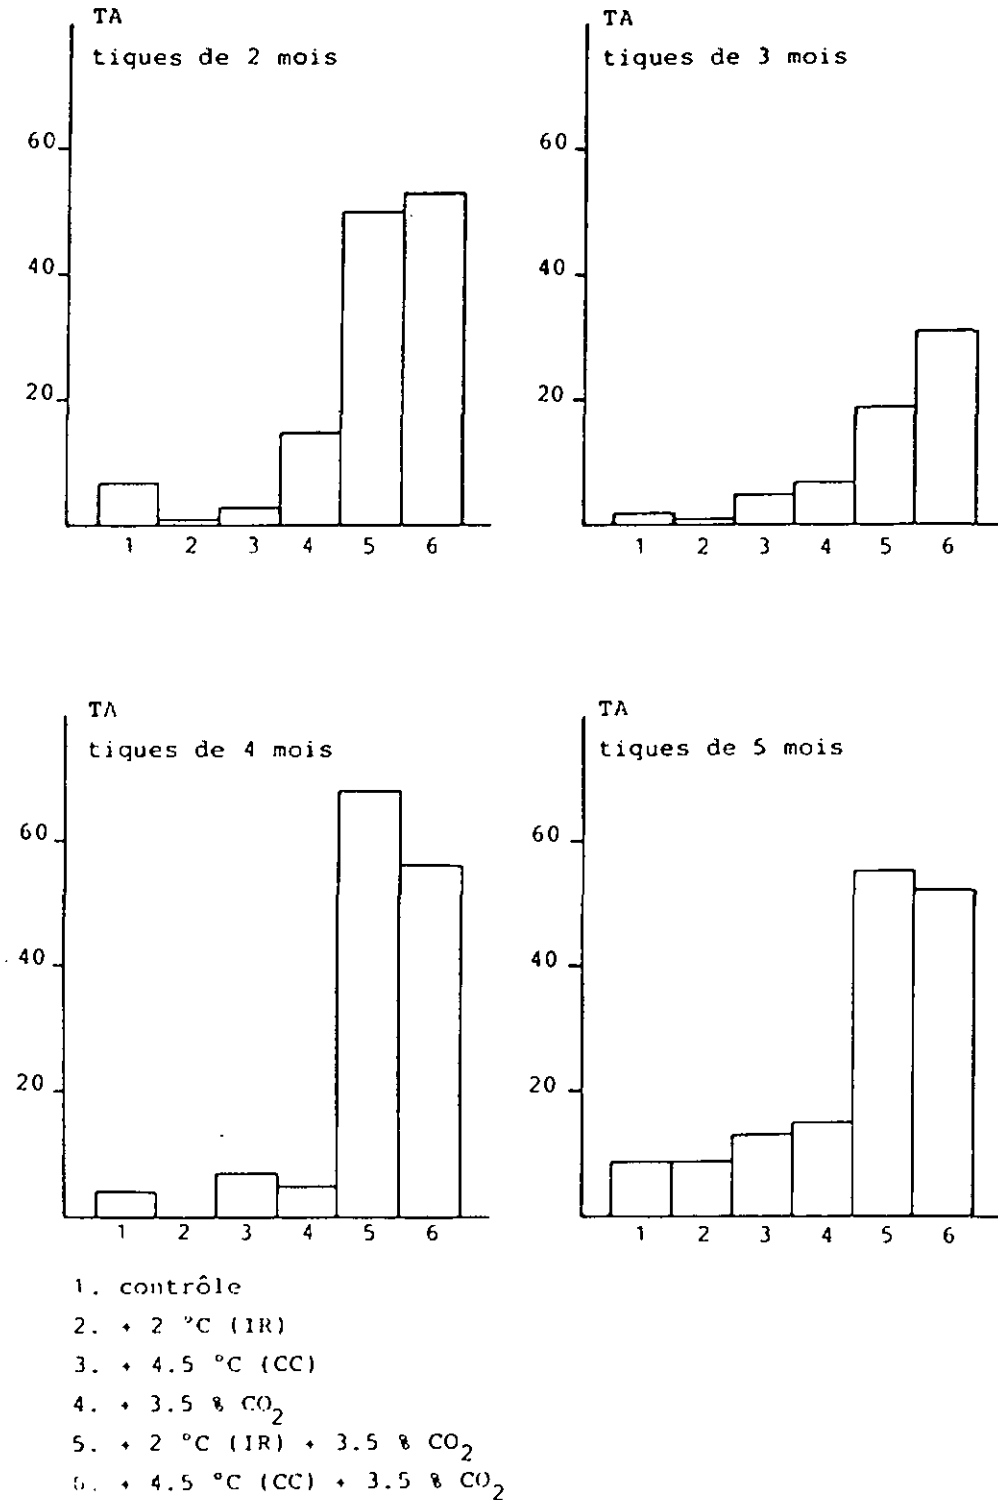 TA
tiques de 2 mois
60
40
20
1 2 3 4 5 6
TA
tiques de 3 mois
60
40
20
1 2 3 4 5 6
TA
tiques de 4 mois
60
40
20
1 2 3 4 5 6
TA
tiques de 5 mois
60
40
20
1 2 3 4 5 6
1. contrôle
2. + 2 °C (IR)
3. + 4.5 °C (CC)
4. + 3.5 % CO2
5. + 2 °C (IR) + 3.5 % CO2
6. + 4.5 °C (CC) + 3.5 % CO2